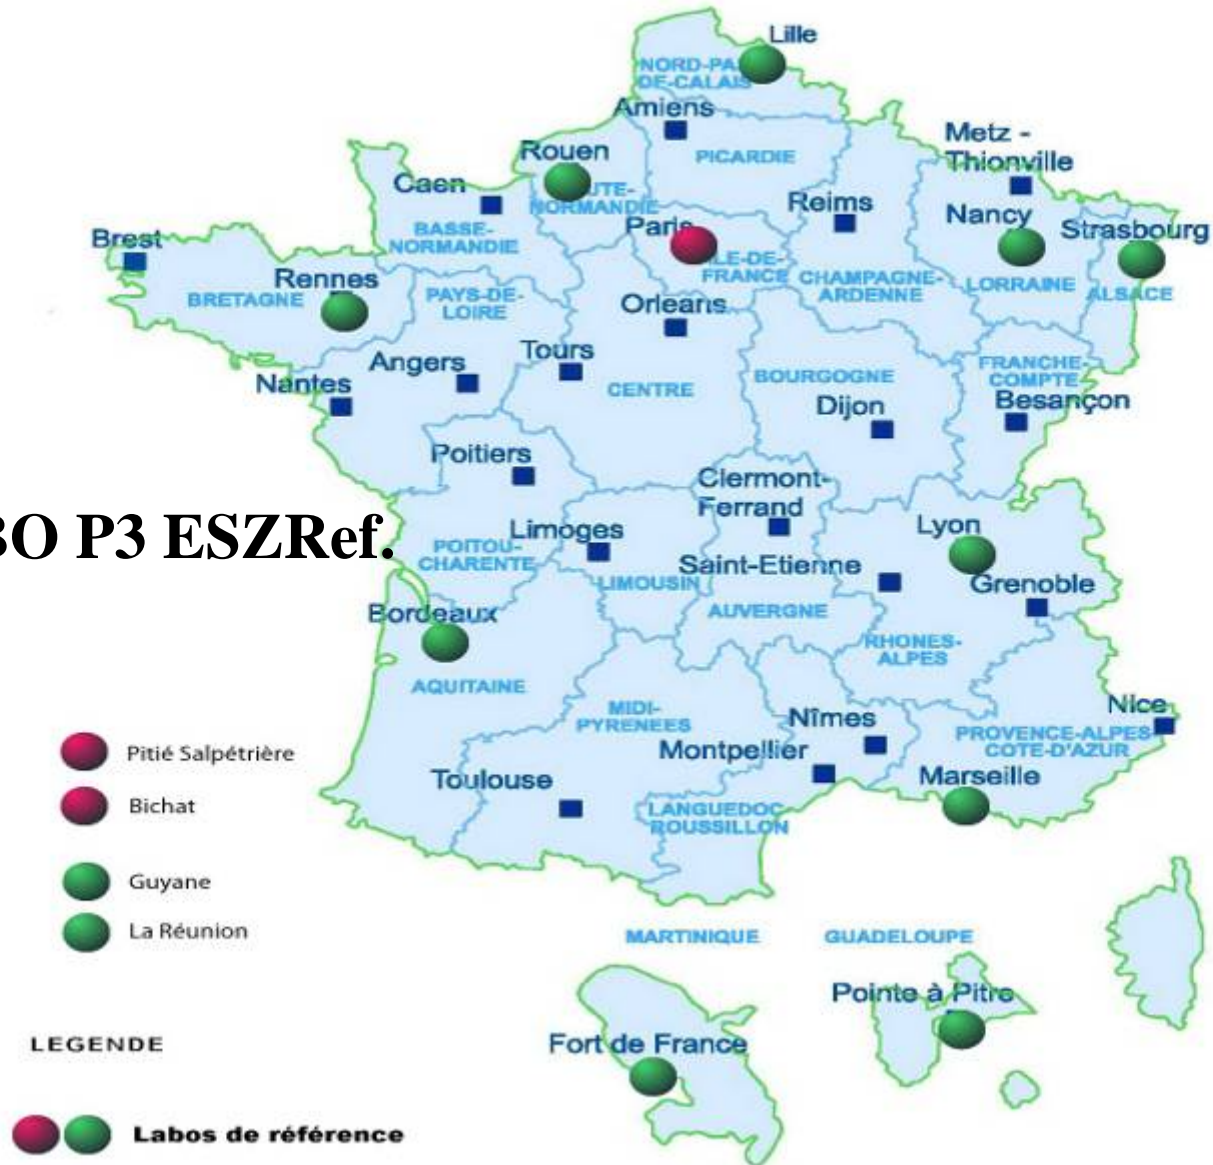 Lille
NORD-PA
DE-CALAIS
Amiens
PICARDIE
Metz -
Thionville
Rouen
UTE-
NORMANDIE
Caen
BASSE-
NORMANDIE
Reims
Nancy
Strasbourg
Paris
ILE-DE-
FRANCE
CHAMPAGNE-
ARDENNE
LORRAINE
ALSACE
Brest
Rennes
BRETAGNE
PAYS-DE-
LOIRE
Orleans
Angers
Tours
Nantes
CENTRE
BOURGOGNE
FRANCHE-
COMPTE
Dijon
Besançon
Poitiers
Clermont-
Ferrand
BO P3 ESZRef.
Limoges
Lyon
POITOU-
CHARENTE
LIMOUSIN
Saint-Etienne
Grenoble
AUVERGNE
Bordeaux
RHONES-
ALPES
AQUITAINE
MIDI-
PYRENEES
Nîmes
Nice
PROVENCE-ALPES
COTE-D'AZUR
Montpellier
Marseille
Toulouse
LANGUEDOC
ROUSSILLON
Pitié Salpétrière
Bichat
Guyane
La Réunion
MARTINIQUE
GUADELOUPE
Pointe à Pitre
Fort de France
LEGENDE
Labos de référence